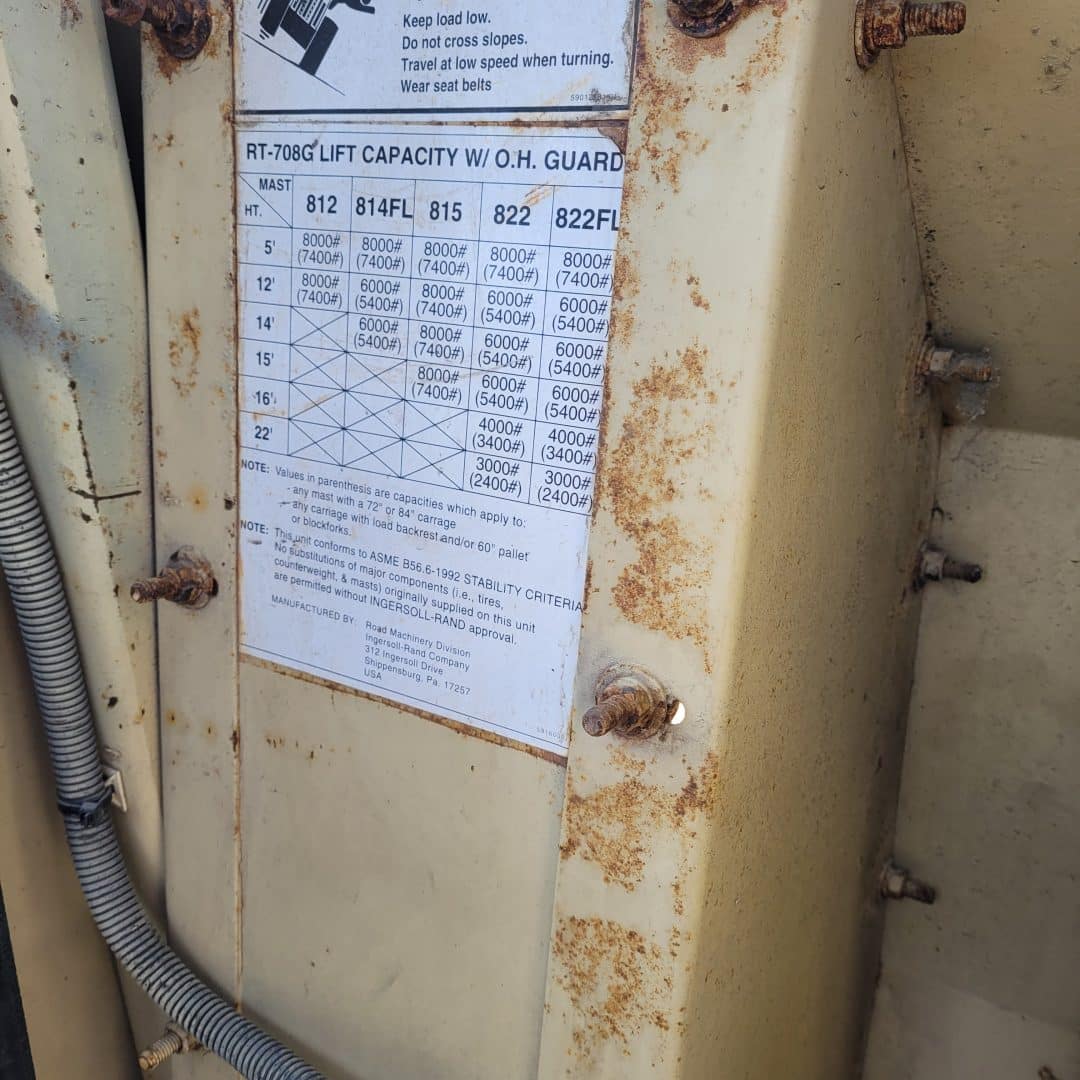 Keep load low.
Do not cross slopes.
Travel at low speed when turning.
Wear seat belts
RT-708G LIFT CAPACITY W/ O.H. GUARD
MAST
HT. 812 814FL 815 822 822FL
5' 8000# 8000# 8000# 8000# 8000#
(7400#) (7400#) (7400#) (7400#) (7400#)
12' 8000# 6000# 8000# 6000# 6000#
(7400#) (5400#) (7400#) (5400#) (5400#)
14' 6000# 8000# 6000# 6000#
(5400#) (7400#) (5400#) (5400#)
15' 8000# 6000# 6000#
(7400#) (5400#) (5400#)
16' 4000# 4000#
(3400#) (3400#)
22' 3000# 3000#
(2400#) (2400#)
NOTE: Values in parenthesis are capacities which apply to:
- any mast with a 72" or 84" carrage
- any carriage with load backrest and/or 60" pallet
or blockforks.
NOTE: This unit conforms to ASME B56.6-1992 STABILITY CRITERIA
No substitutions of major components (i.e., tires,
counterweight, & masts) originally supplied on this unit
are permitted without INGERSOLL-RAND approval.
MANUFACTURED BY: Road Machinery Division
Ingersoll-Rand Company
312 Ingersoll Drive
Shippensburg, Pa. 17257
USA